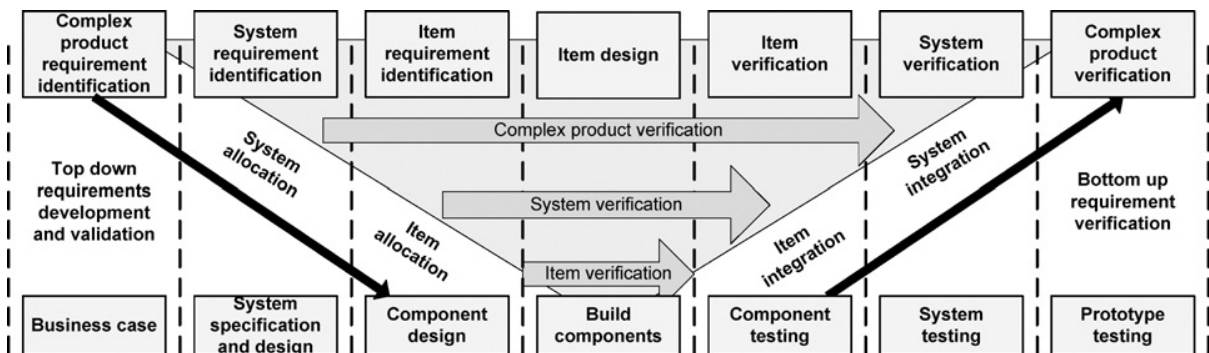 Complex
product
requirement
identification
System
requirement
identification
Item
requirement
identification
Item design
Item
verification
System
verification
Complex
product
verification
Complex product verification
System
allocation
System
integration
Top down
requirements
development
and validation
System verification
Bottom up
requirement
verification
Item
allocation
Item
integration
Item verification
Business case
System
specification
and design
Component
design
Build
components
Component
testing
System
testing
Prototype
testing